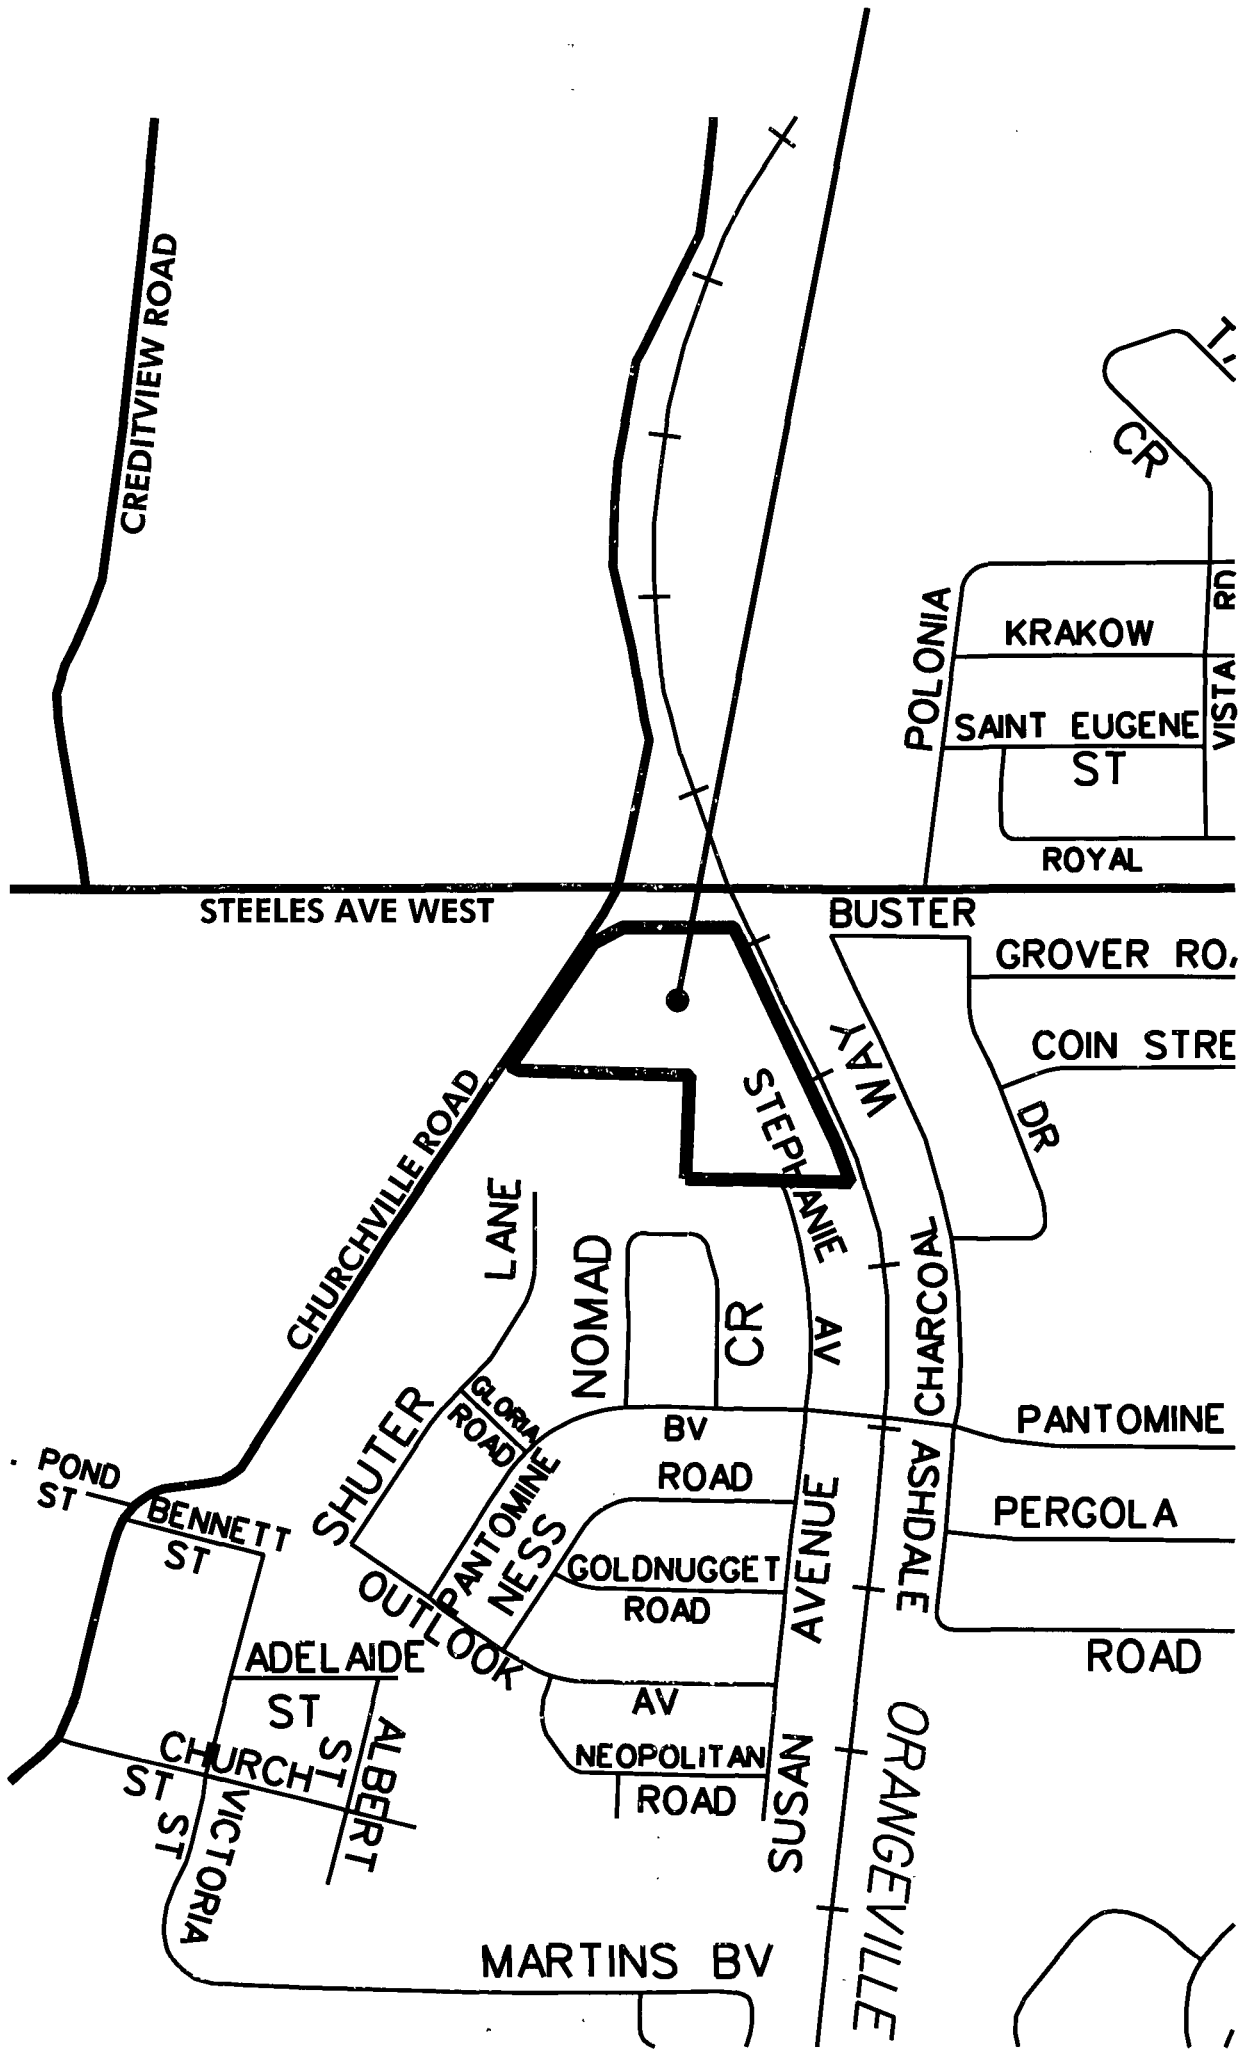 CREDITVIEW ROAD
CR
POLONIA
KRAKOW
RD
VISTA
SAINT EUGENE
ST
ROYAL
STEELES AVE WEST
BUSTER
GROVER RO
COIN STRE
WAY
DR
STEPHANIE
AV
CHURCHVILLE ROAD
LANE
NOMAD
CR
CHARCOAL
SHUTER
GLORIA
ROAD
BV
PANTOMINE
POND
ST
BENNETT
ST
PANTOMINE
NESS
ROAD
AVENUE
ASHDALE
PERGOLA
GOLDNUGGET
ROAD
OUTLOOK
ADELAIDE
ST
AV
ROAD
CHURCH
ST
ST
ALBERT
ST
VICTORIA
NEOPOLITAN
ROAD
SUSAN
ORANGEVILLE
MARTINS BV